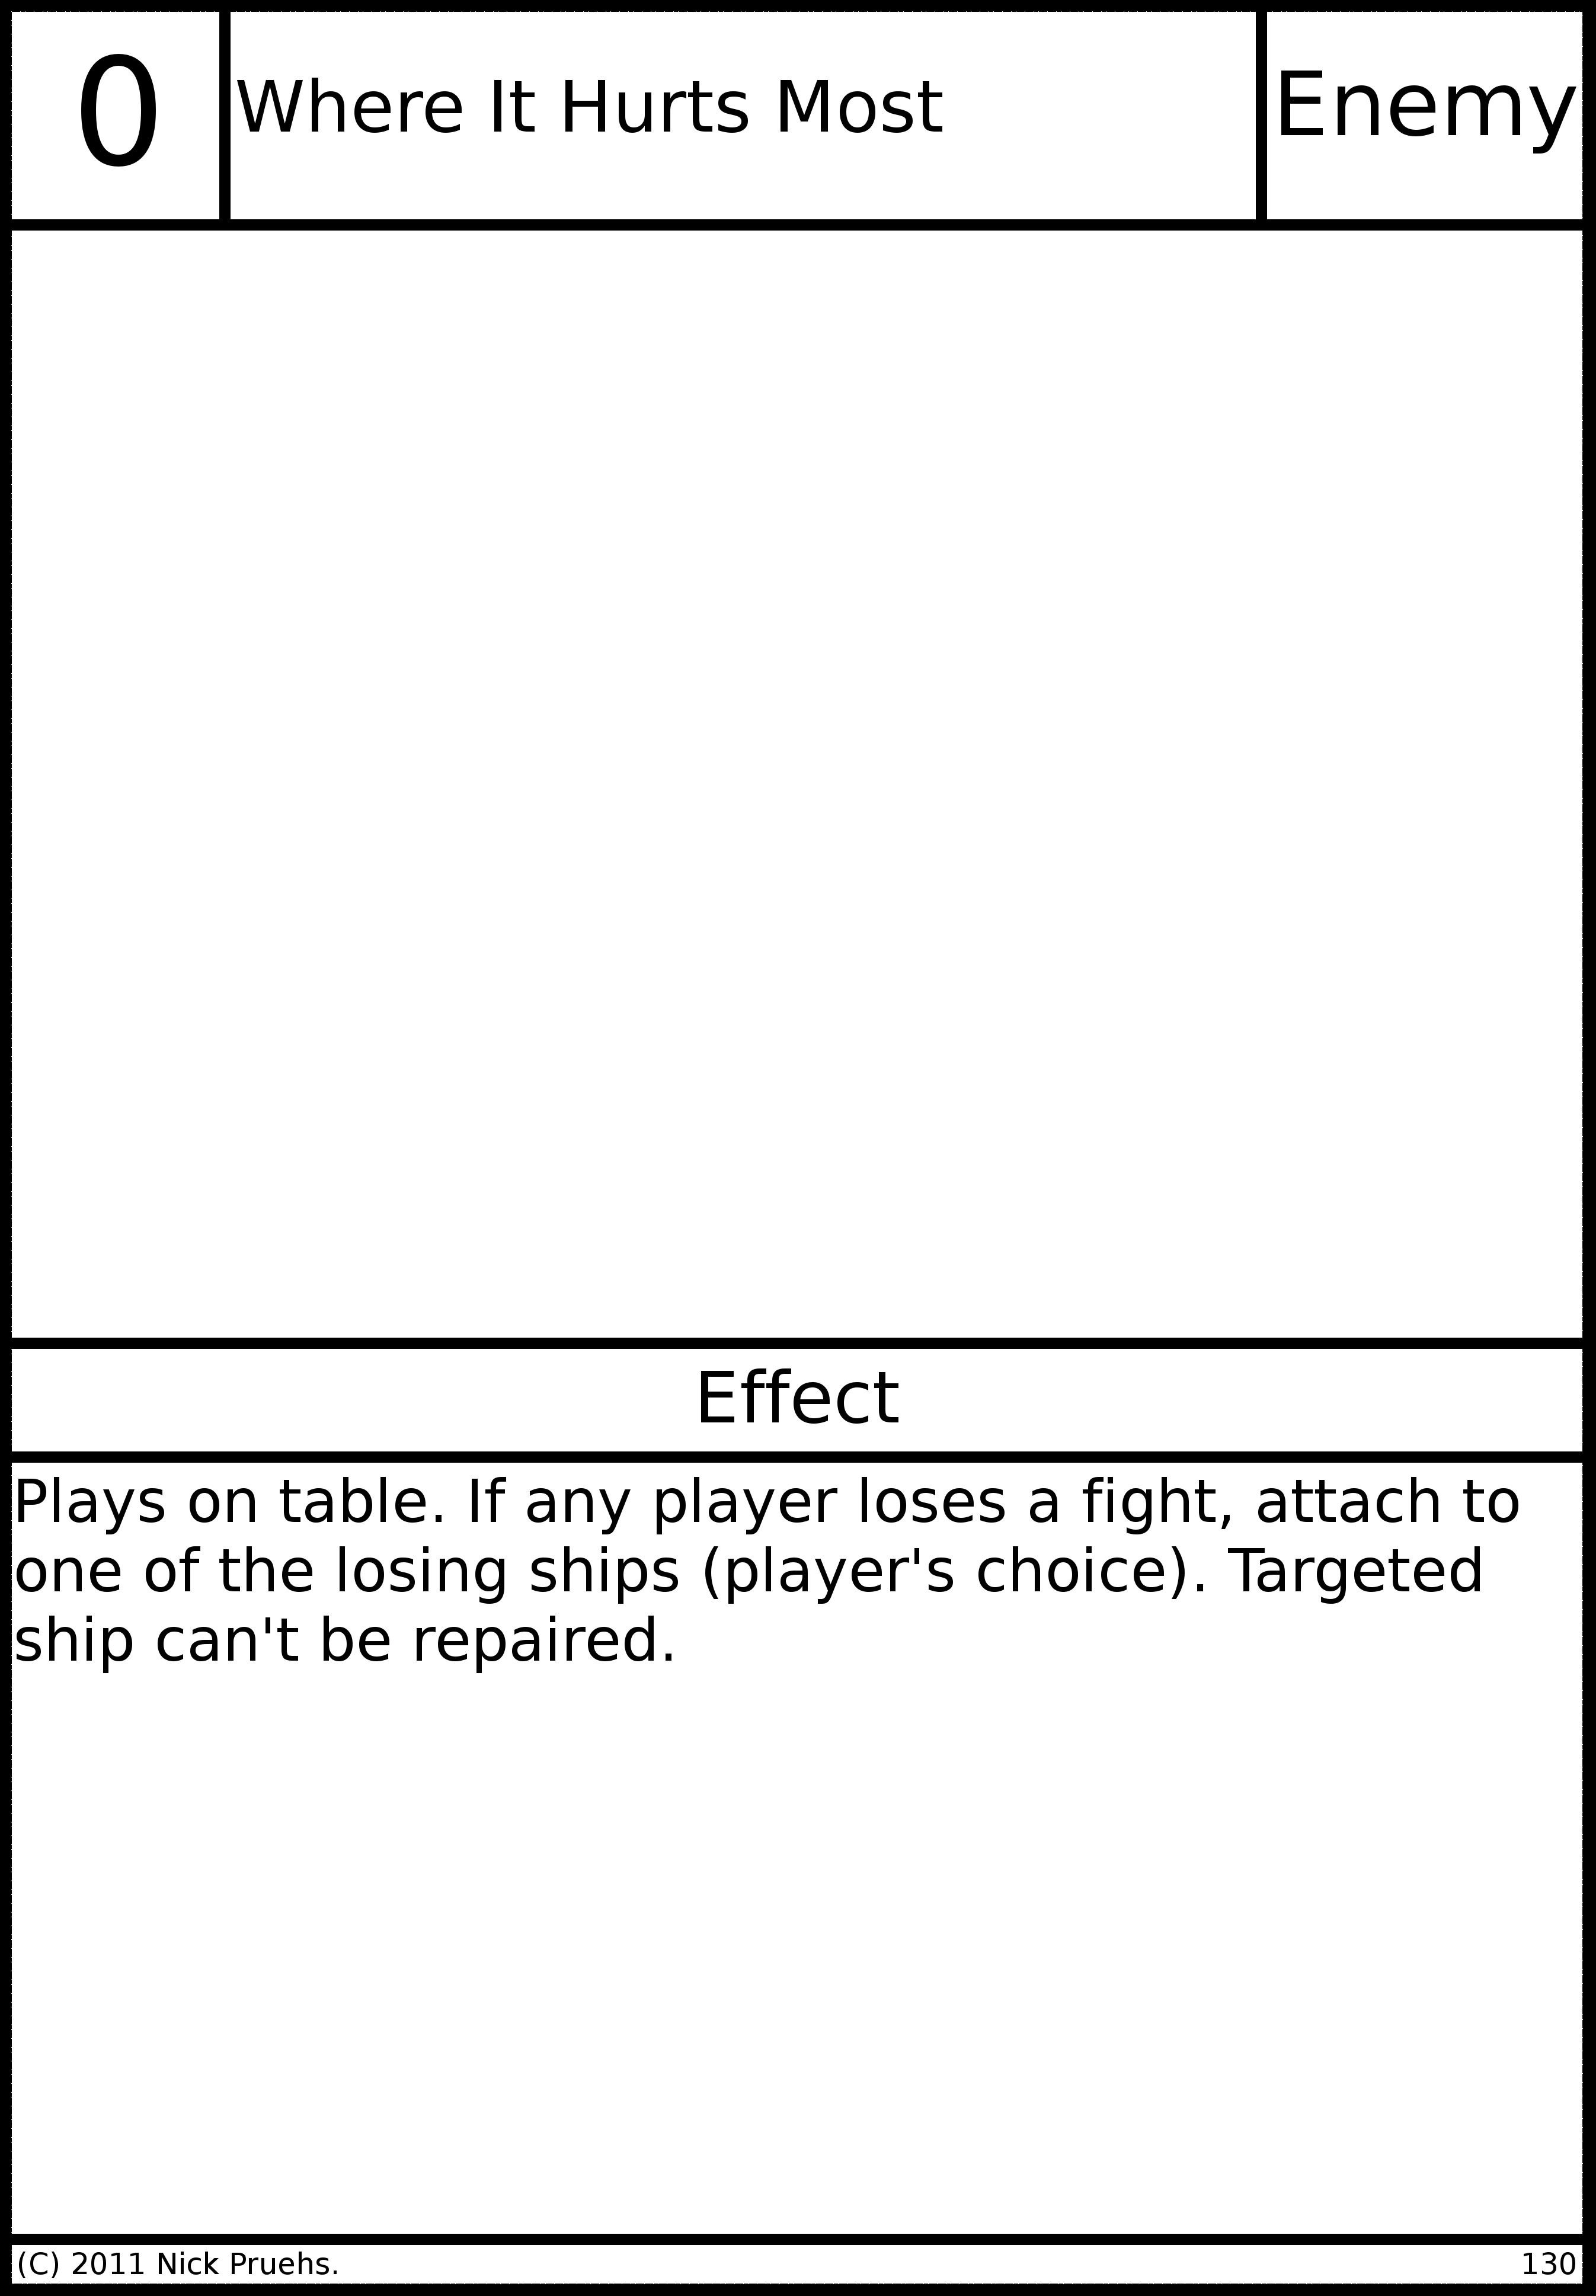 0
Where It Hurts Most
Enemy
Effect
Plays on table. If any player loses a fight, attach to
one of the losing ships (player's choice). Targeted
ship can't be repaired.
(C) 2011 Nick Pruehs.
130